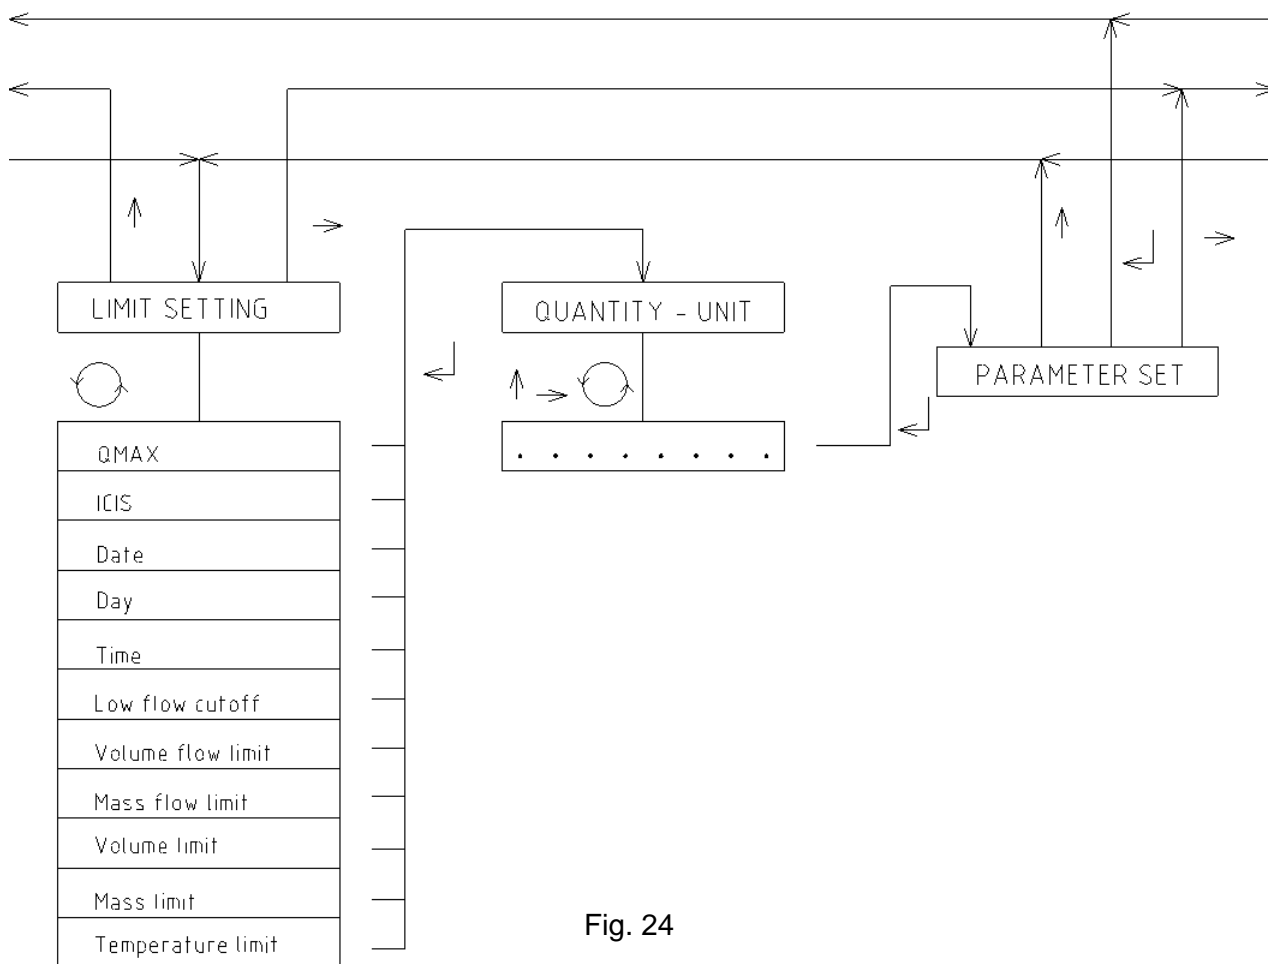 LIMIT SETTING
QUANTITY - UNIT
PARAMETER SET
QMAX
. . . . . . . .
ICIS
Date
Day
Time
Low flow cutoff
Volume flow limit
Mass flow limit
Volume limit
Mass limit
Temperature limit
Fig. 24